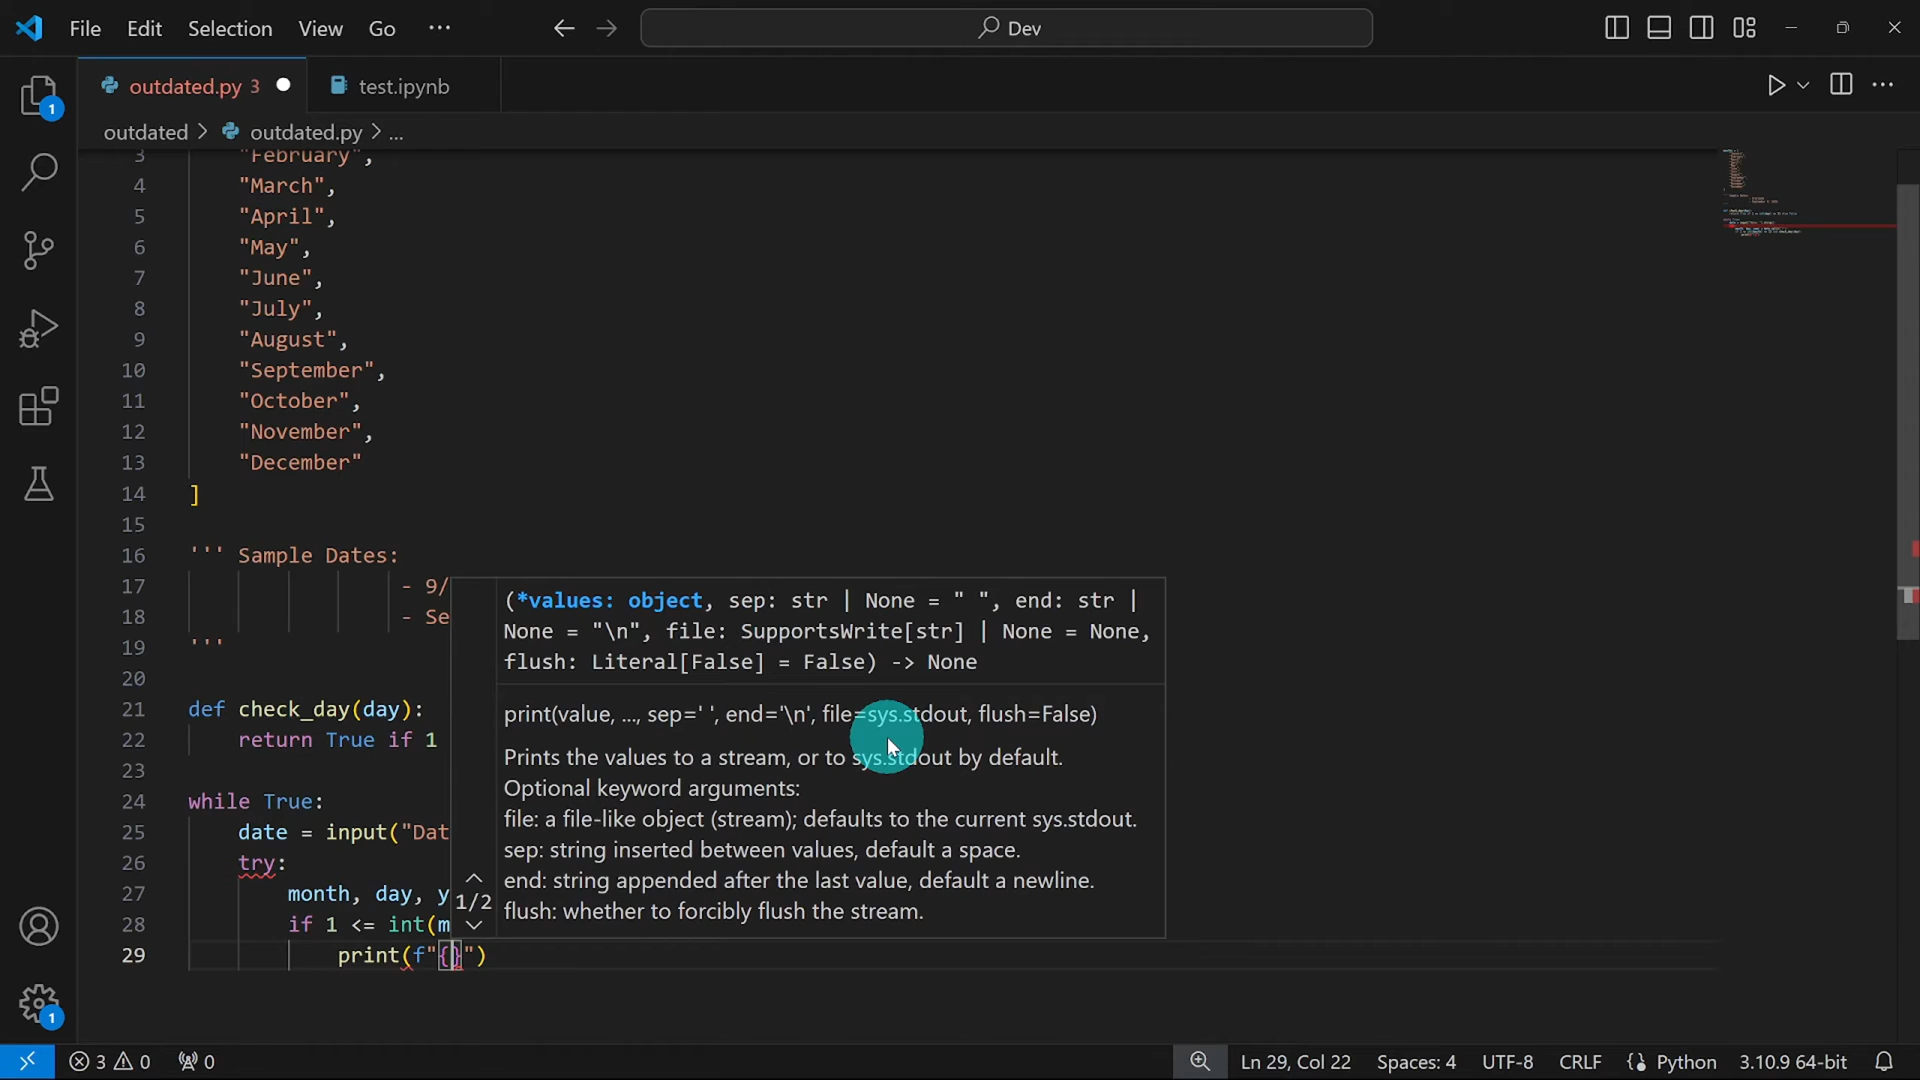 File Edit Selection View Go ··· Dev
outdated.py 3 test.ipynb
outdated > outdated.py > ...
3 "February",
4 "March",
5 "April",
6 "May",
7 "June",
8 "July",
9 "August",
10 "September",
11 "October",
12 "November",
13 "December"
14 ]
15
16 ''' Sample Dates:
17 - 9/
18 - Se
19 '''
20
21 def check_day(day):
22 return True if 1
23
24 while True:
25 date = input("Dat
26 try:
27 month, day, y
28 if 1 <= int(m
29 print(f"{}")
(*values: object, sep: str | None = " ", end: str |
None = "\n", file: SupportsWrite[str] | None = None,
flush: Literal[False] = False) -> None
print(value, ..., sep=' ', end='\n', file=sys.stdout, flush=False)
Prints the values to a stream, or to sys.stdout by default.
Optional keyword arguments:
file: a file-like object (stream); defaults to the current sys.stdout.
sep: string inserted between values, default a space.
end: string appended after the last value, default a newline.
flush: whether to forcibly flush the stream.
1/2
1
1
3 0 0 Ln 29, Col 22 Spaces: 4 UTF-8 CRLF Python 3.10.9 64-bit